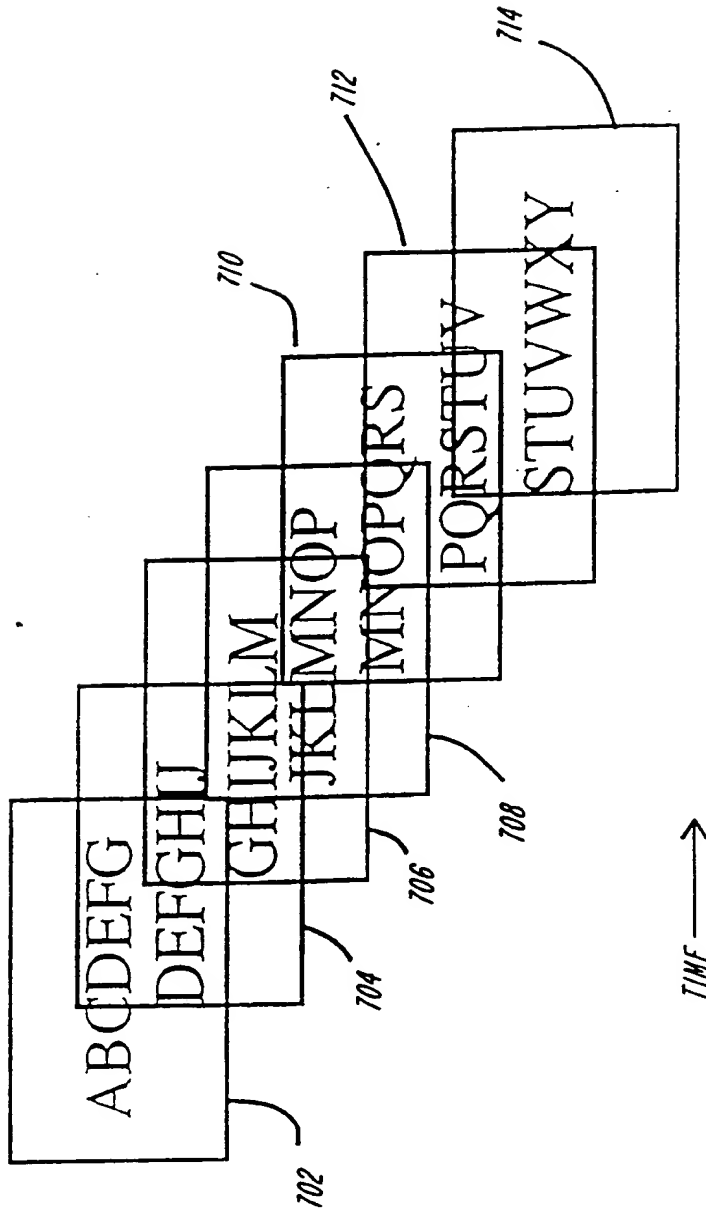 ABCDEFG
DEFGHIJ
GHIJKLM
JKLMNOP
MNOPQRS
PQRSTUV
STUVWXY
702
704
706
708
710
712
714
TIME